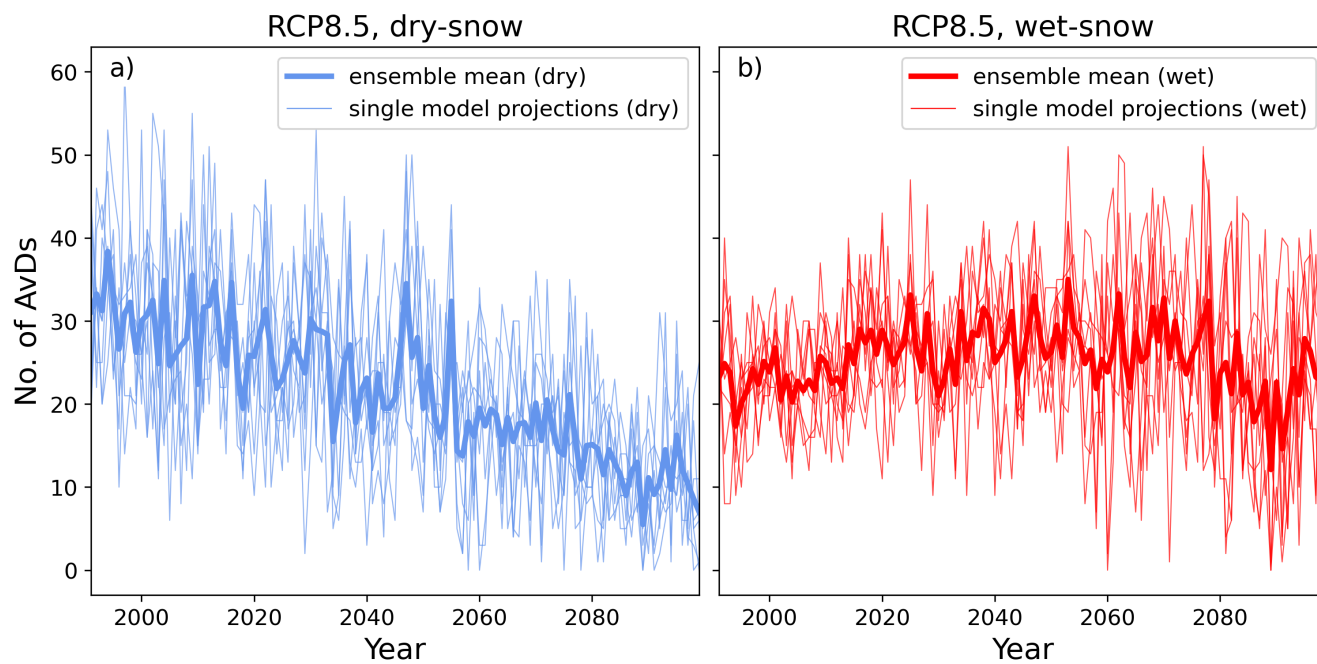 RCP8.5, dry-snow
a)
ensemble mean (dry)
single model projections (dry)
60
50
40
30
20
10
0
No. of AvDs
2000 2020 2040 2060 2080
Year
RCP8.5, wet-snow
b)
ensemble mean (wet)
single model projections (wet)
2000 2020 2040 2060 2080
Year